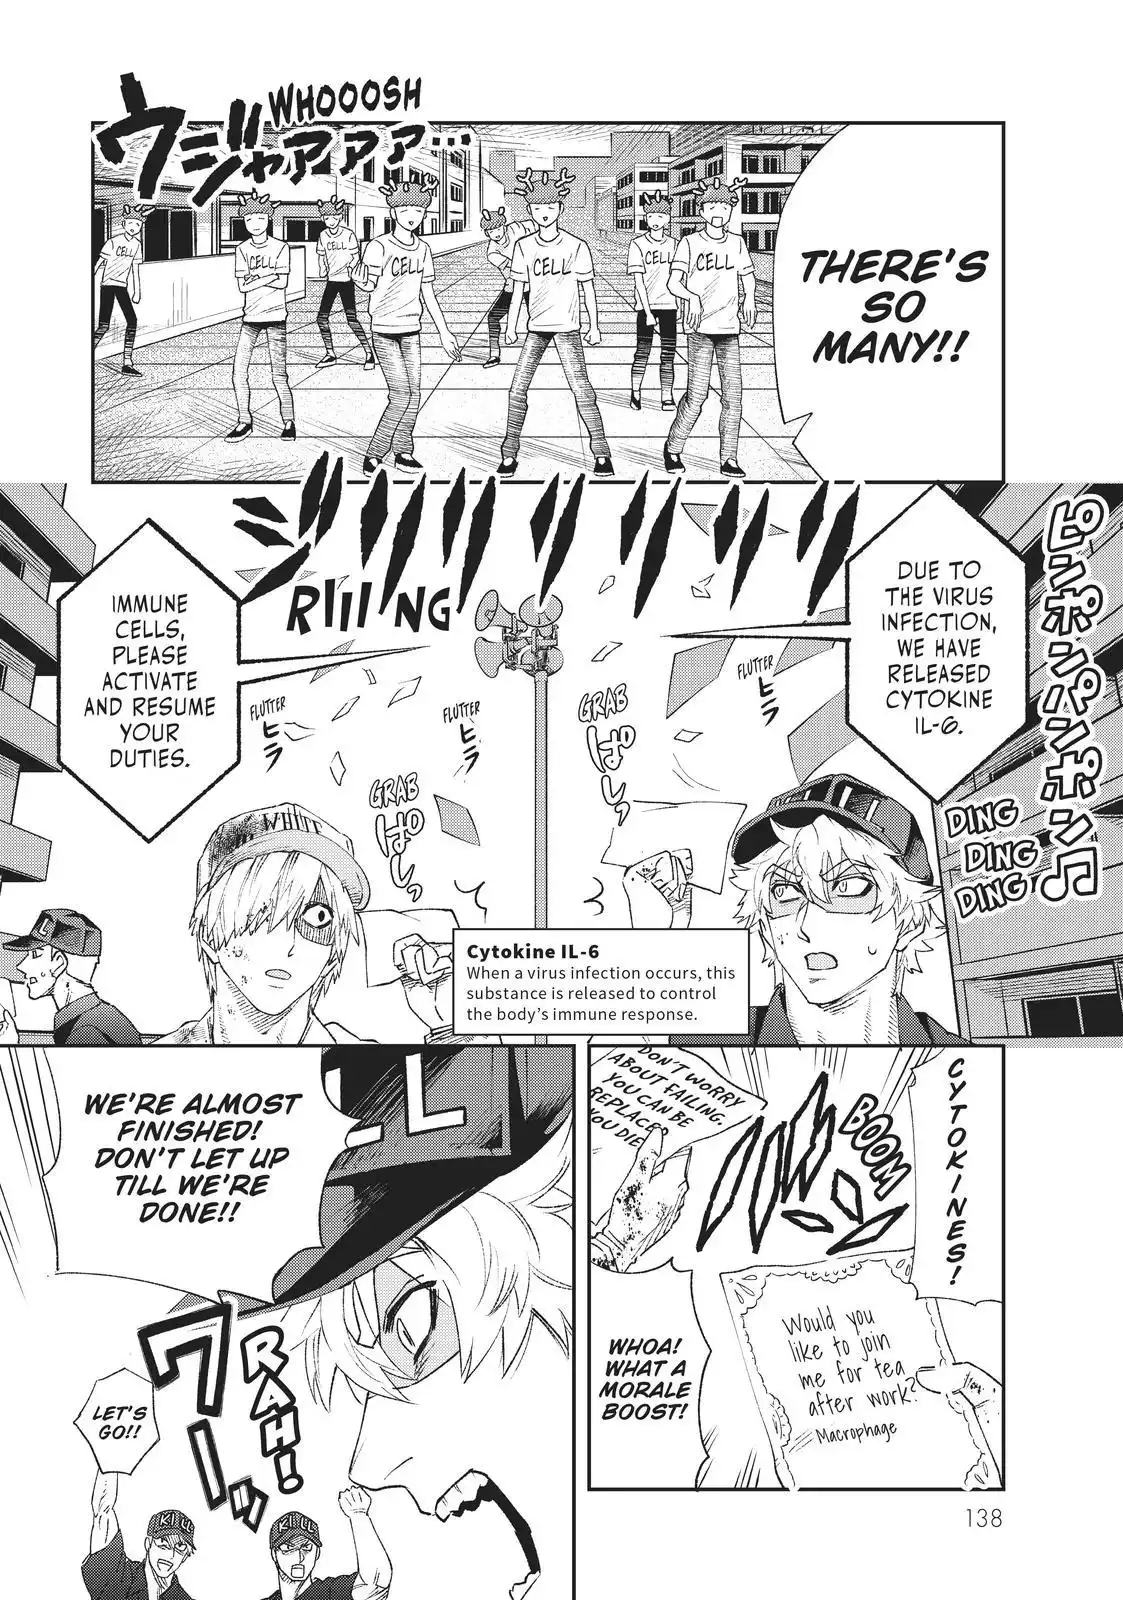 ウジャアアア…
WHOOOSH
CELL
CELL
CELL
CELL
CELL
CELL
CELL
THERE'S
SO
MANY!!
ピンポンパンポン♫
DING
DING
DING
DUE TO
THE VIRUS
INFECTION,
WE HAVE
RELEASED
CYTOKINE
IL-6.
ジリリリリリリ
RIIIING
IMMUNE
CELLS,
PLEASE
ACTIVATE
AND RESUME
YOUR
DUTIES.
FLUTTER
ヒラ
FLUTTER
ヒラ
FLUTTER
ヒラ
GRAB
ぱしっ
GRAB
ぱしっ
WHITE
Cytokine IL-6
When a virus infection occurs, this
substance is released to control
the body's immune response.
CYTOKINES!
DON'T WORRY
ABOUT FAILING.
YOU CAN BE
REPLACED
YOU DIE
BOOM
Would you
like to join
me for tea
after work?
Macrophage
WHOA!
WHAT A
MORALE
BOOST!
WE'RE ALMOST
FINISHED!
DON'T LET UP
TILL WE'RE
DONE!!
ワーッ
RAH!
LET'S
GO!!
KILL
KILL
138